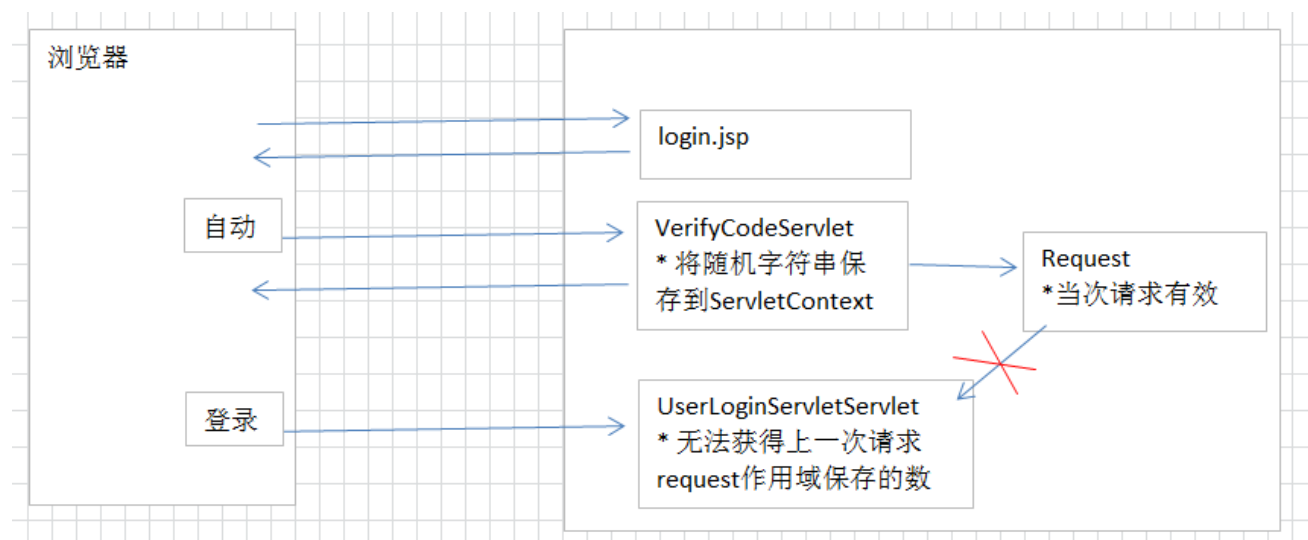 浏览器
login.jsp
自动
VerifyCodeServlet
* 将随机字符串保
存到ServletContext
Request
*当次请求有效
登录
UserLoginServletServlet
* 无法获得上一次请求
request作用域保存的数